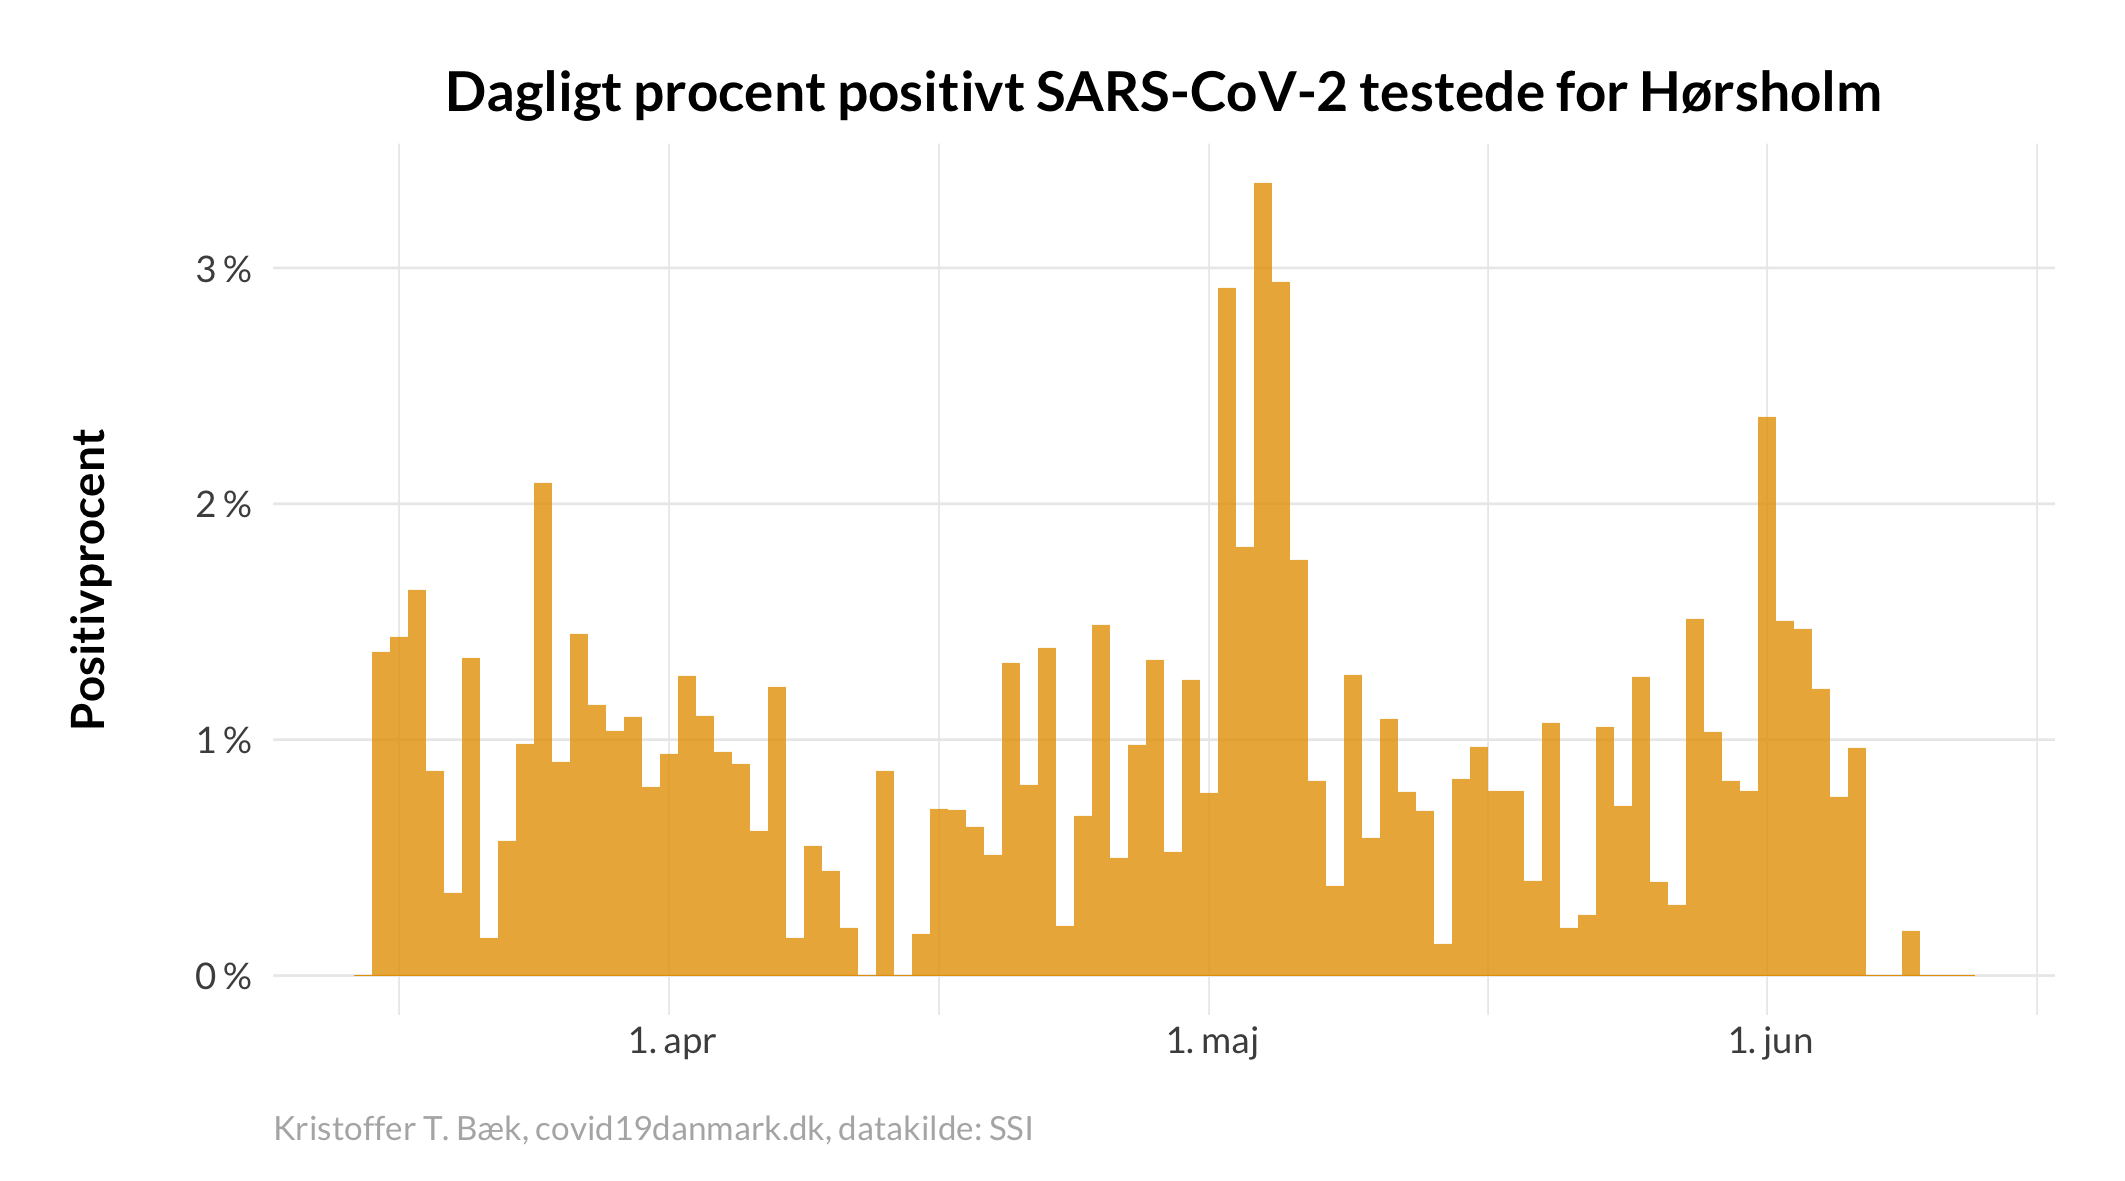 Dagligt procent positivt SARS-CoV-2 testede for Hørsholm
Positivprocent
3 %
2 %
1 %
0 %
1. apr
1. maj
1. jun
Kristoffer T. Bæk, covid19danmark.dk, datakilde: SSI